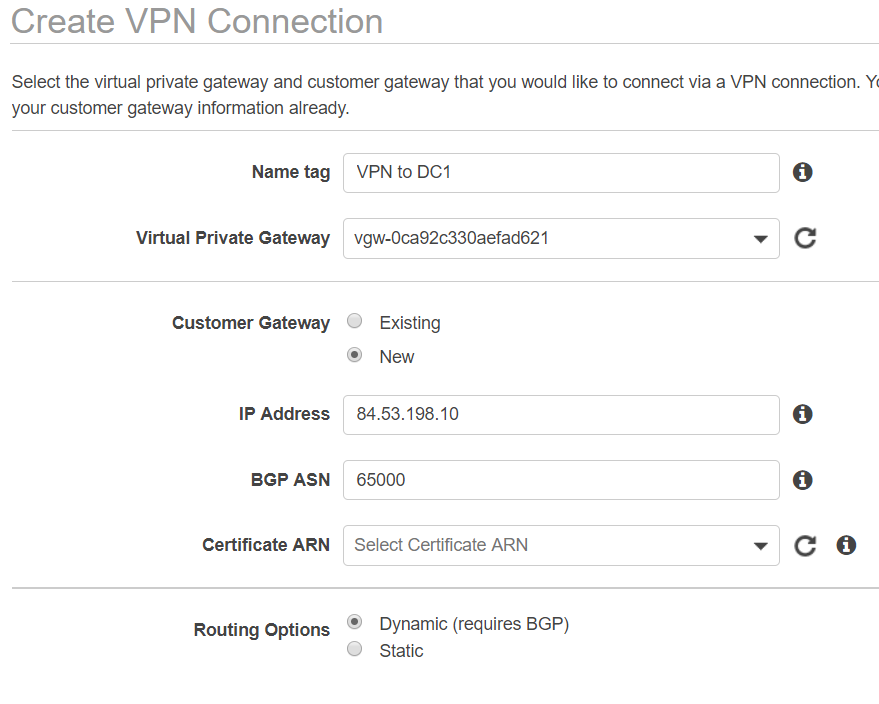 Create VPN Connection
Select the virtual private gateway and customer gateway that you would like to connect via a VPN connection.
your customer gateway information already.
Name tag VPN to DC1
Virtual Private Gateway vgw-0ca92c330aefad621
Customer Gateway Existing
New
IP Address 84.53.198.10
BGP ASN 65000
Certificate ARN Select Certificate ARN
Routing Options Dynamic (requires BGP)
Static